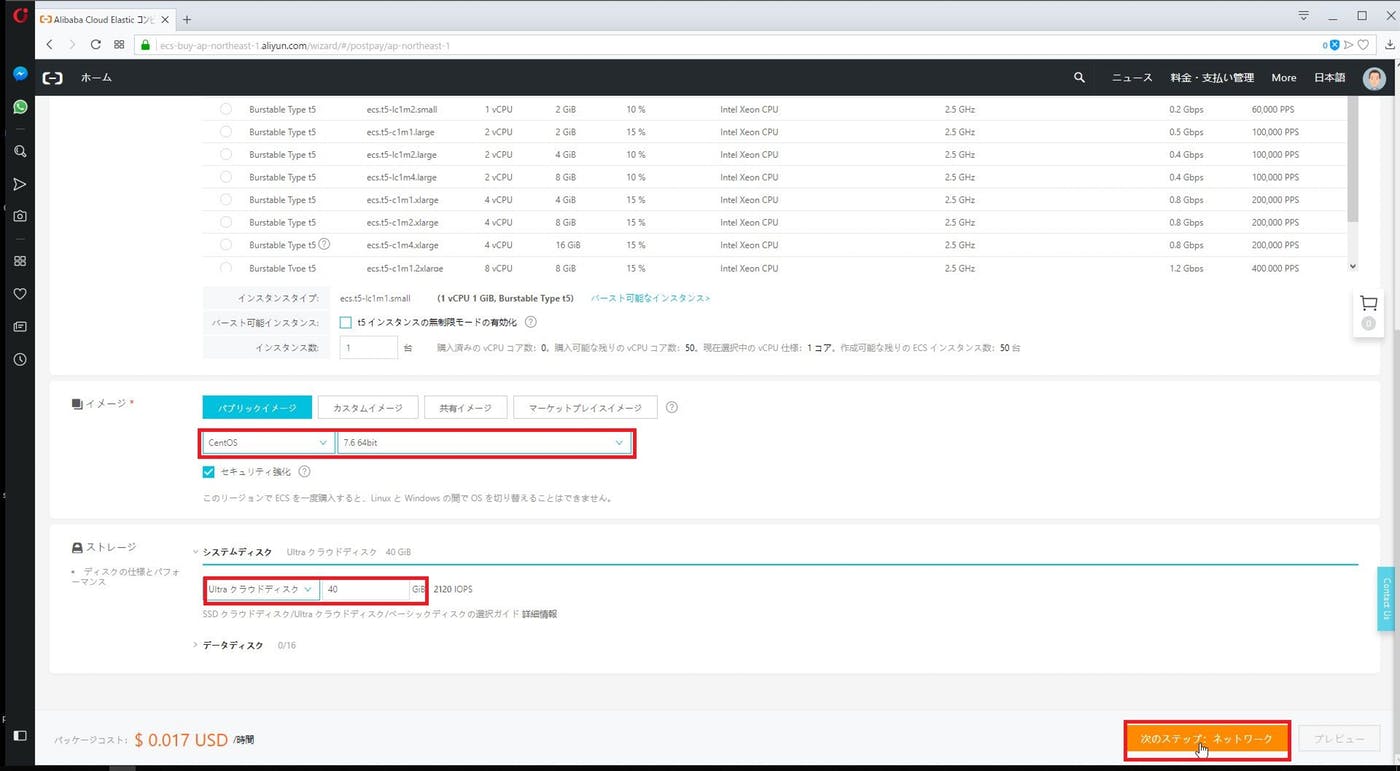 Alibaba Cloud Elastic コンピ
ecs-buy-ap-northeast-1.aliyun.com/wizard/#/postpay/ap-northeast-1
0
ホーム ニュース 料金・支払い管理 More 日本語
Burstable Type t5 ecs.t5-lc1m2.small 1 vCPU 2 GiB 10 % Intel Xeon CPU 2.5 GHz 0.2 Gbps 60,000 PPS
Burstable Type t5 ecs.t5-c1m1.large 2 vCPU 2 GiB 15 % Intel Xeon CPU 2.5 GHz 0.5 Gbps 100,000 PPS
Burstable Type t5 ecs.t5-lc1m2.large 2 vCPU 4 GiB 10 % Intel Xeon CPU 2.5 GHz 0.4 Gbps 100,000 PPS
Burstable Type t5 ecs.t5-lc1m4.large 2 vCPU 8 GiB 10 % Intel Xeon CPU 2.5 GHz 0.4 Gbps 100,000 PPS
Burstable Type t5 ecs.t5-c1m1.xlarge 4 vCPU 4 GiB 15 % Intel Xeon CPU 2.5 GHz 0.8 Gbps 200,000 PPS
Burstable Type t5 ecs.t5-c1m2.xlarge 4 vCPU 8 GiB 15 % Intel Xeon CPU 2.5 GHz 0.8 Gbps 200,000 PPS
Burstable Type t5 ? ecs.t5-c1m4.xlarge 4 vCPU 16 GiB 15 % Intel Xeon CPU 2.5 GHz 0.8 Gbps 200,000 PPS
Burstable Type t5 ecs.t5-c1m1.2xlarge 8 vCPU 8 GiB 15 % Intel Xeon CPU 2.5 GHz 1.2 Gbps 400,000 PPS
インスタンスタイプ: ecs.t5-lc1m1.small (1 vCPU 1 GiB, Burstable Type t5) バースト可能なインスタンス>
バースト可能インスタンス: t5 インスタンスの無制限モードの有効化 ?
インスタンス数: 1 台 購入済みの vCPU コア数: 0。購入可能な残りの vCPU コア数: 50。現在選択中の vCPU 仕様: 1 コア。作成可能な残りの ECS インスタンス数: 50 台
0
イメージ * パブリックイメージ カスタムイメージ 共有イメージ マーケットプレイスイメージ ?
CentOS 7.6 64bit
セキュリティ強化 ?
このリージョンで ECS を一度購入すると、Linux と Windows の間で OS を切り替えることはできません。
ストレージ システムディスク Ultra クラウドディスク 40 GiB
• ディスクの仕様とパフォ
ーマンス
Ultra クラウドディスク 40 GiB 2120 IOPS
SSD クラウドディスク/Ultra クラウドディスク/ベーシックディスクの選択ガイド 詳細情報
データディスク 0/16
Contact Us
パッケージコスト: $ 0.017 USD /時間 次のステップ: ネットワーク プレビュー